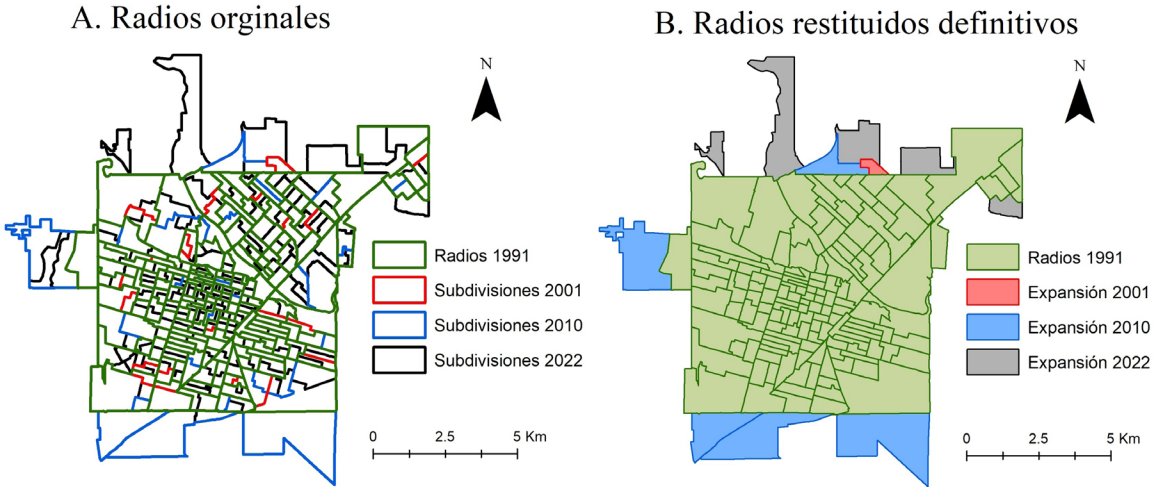 A. Radios orginales
N
Radios 1991
Subdivisiones 2001
Subdivisiones 2010
Subdivisiones 2022
0 2.5 5 Km
B. Radios restituidos definitivos
N
Radios 1991
Expansión 2001
Expansión 2010
Expansión 2022
0 2.5 5 Km